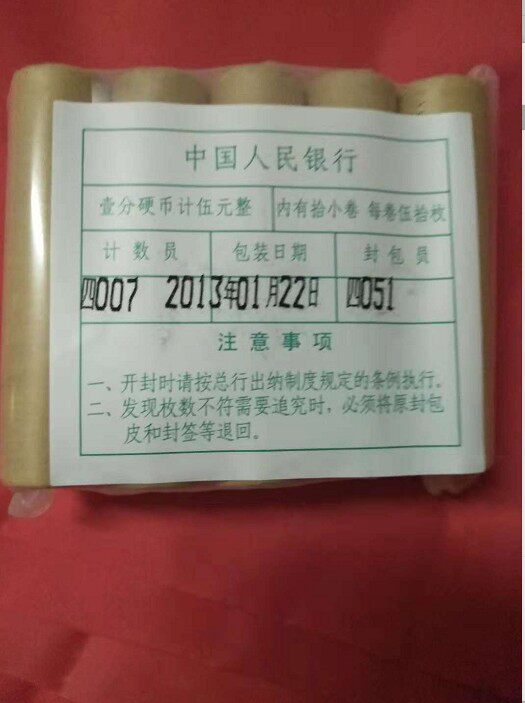 中国人民银行
壹分硬币计伍元整 内有拾小卷 每卷伍拾枚
计数员 包装日期 封包员
四007 2013年01月22日 四051
注意事项
一、开封时请按总行出纳制度规定的条例执行。
二、发现枚数不符需要追究时，必须将原封包
皮和封签等退回。